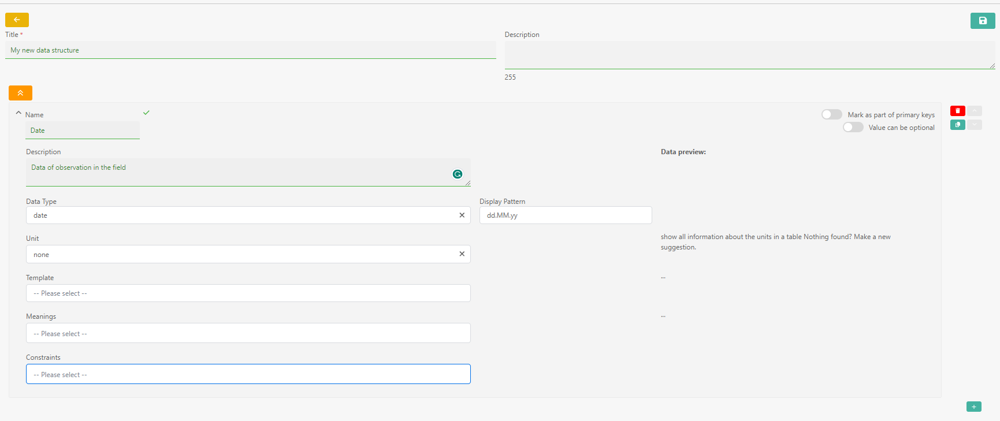 Title *
My new data structure
Description
255
Name
Date
Mark as part of primary keys
Value can be optional
Description
Data of observation in the field
Data preview:
Data Type
date
Display Pattern
dd.MM.yy
Unit
none
show all information about the units in a table Nothing found? Make a new
suggestion.
Template
-- Please select --
...
Meanings
-- Please select --
...
Constraints
-- Please select --